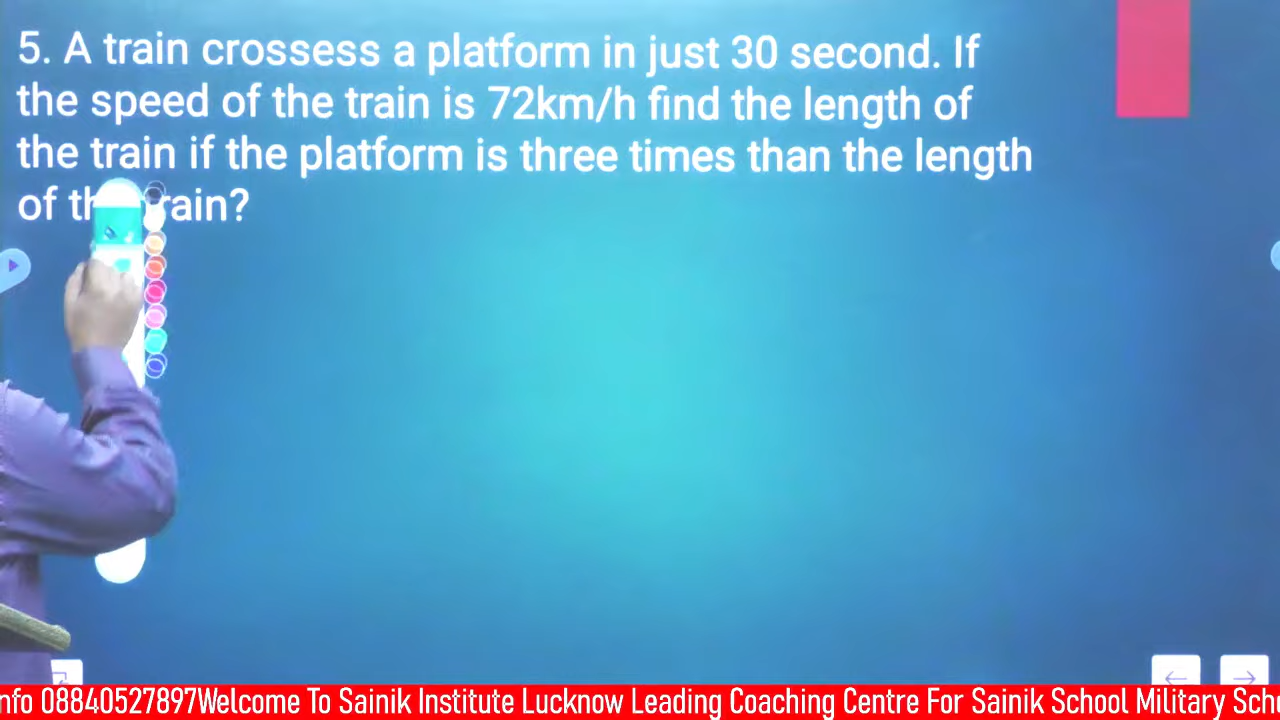 5. A train crossess a platform in just 30 second. If
the speed of the train is 72km/h find the length of
the train if the platform is three times than the length
of rain?
nfo 08840527897Welcome To Sainik Institute Lucknow Leading Coaching Centre For Sainik School Military Sch